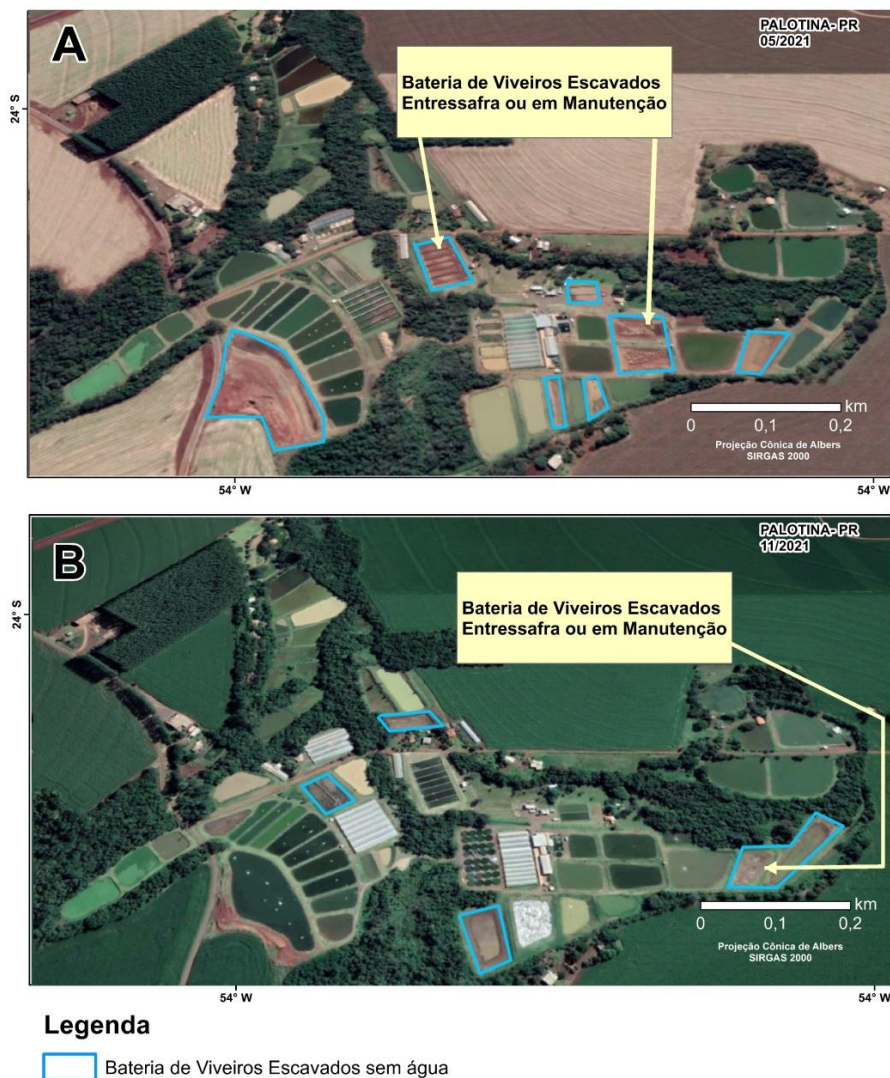 A
PALOTINA- PR
05/2021
Bateria de Viveiros Escavados
Entressafra ou em Manutenção
24° S
km
0 0,1 0,2
Projeção Cônica de Albers
SIRGAS 2000
54° W
54° W
B
PALOTINA- PR
11/2021
Bateria de Viveiros Escavados
Entressafra ou em Manutenção
24° S
km
0 0,1 0,2
Projeção Cônica de Albers
SIRGAS 2000
54° W
54° W
Legenda
Bateria de Viveiros Escavados sem água